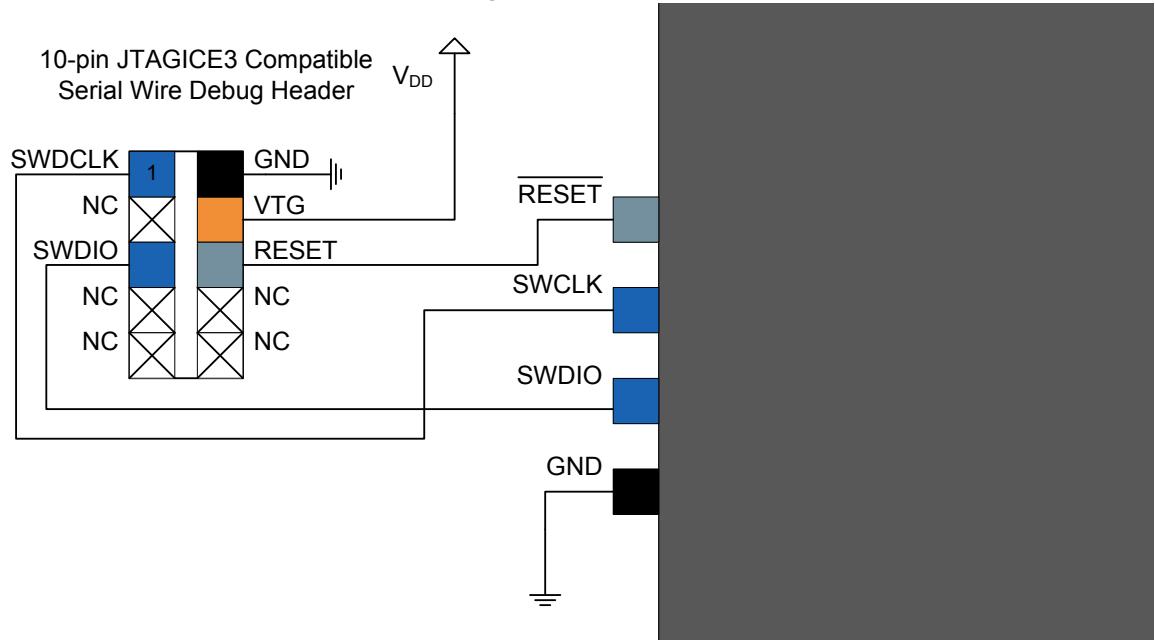 10-pin JTAGICE3 Compatible
Serial Wire Debug Header
VDD
SWDCLK
1
GND
NC
VTG
SWDIO
RESET
NC
NC
NC
NC
RESET
SWCLK
SWDIO
GND